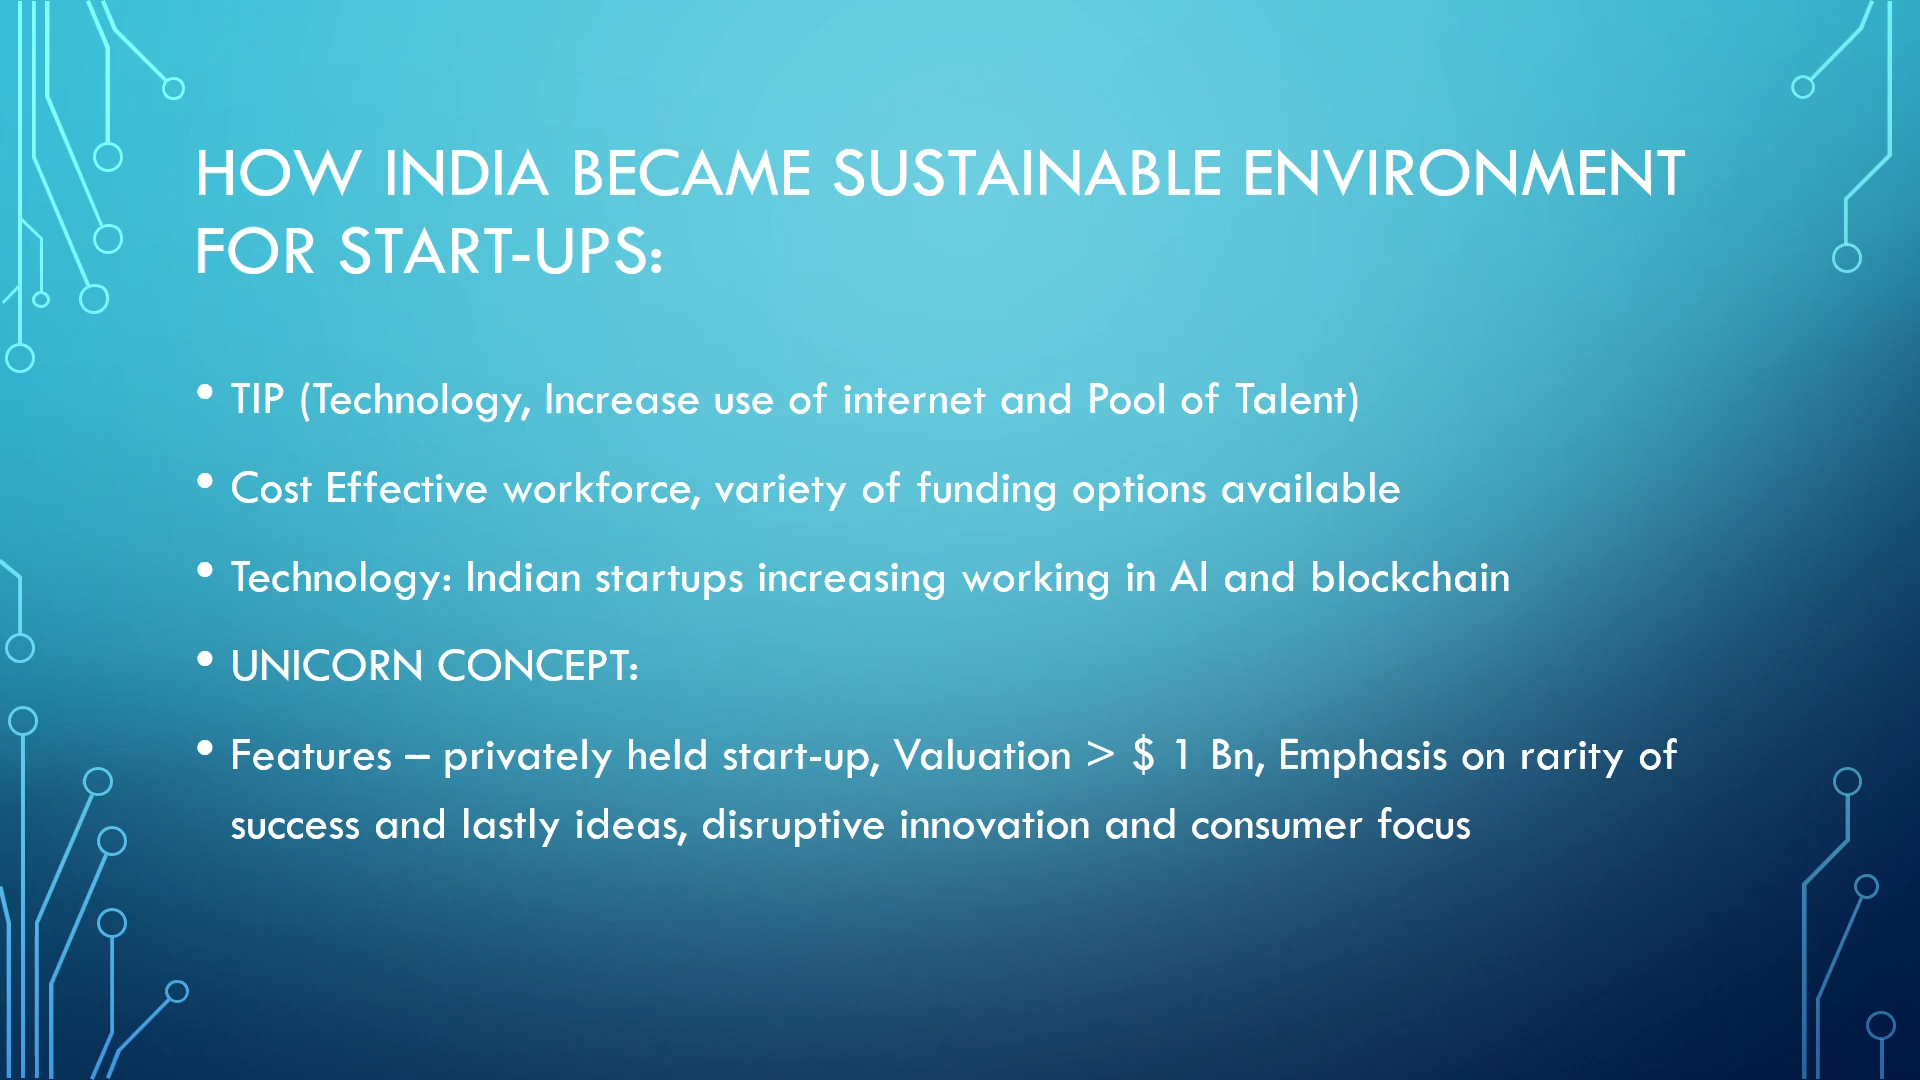 HOW INDIA BECAME SUSTAINABLE ENVIRONMENT
FOR START-UPS:
• TIP (Technology, Increase use of internet and Pool of Talent)
• Cost Effective workforce, variety of funding options available
• Technology: Indian startups increasing working in AI and blockchain
• UNICORN CONCEPT:
• Features – privately held start-up, Valuation > $ 1 Bn, Emphasis on rarity of
success and lastly ideas, disruptive innovation and consumer focus